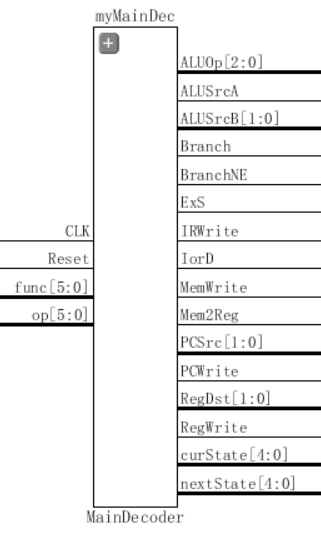 myMainDec
ALUOp[2:0]
ALUSrcA
ALUSrcB[1:0]
Branch
BranchNE
ExS
CLK
IRWrite
Reset
IorD
func[5:0]
MemWrite
op[5:0]
Mem2Reg
PCSrc[1:0]
PCWrite
RegDst[1:0]
RegWrite
curState[4:0]
nextState[4:0]
MainDecoder